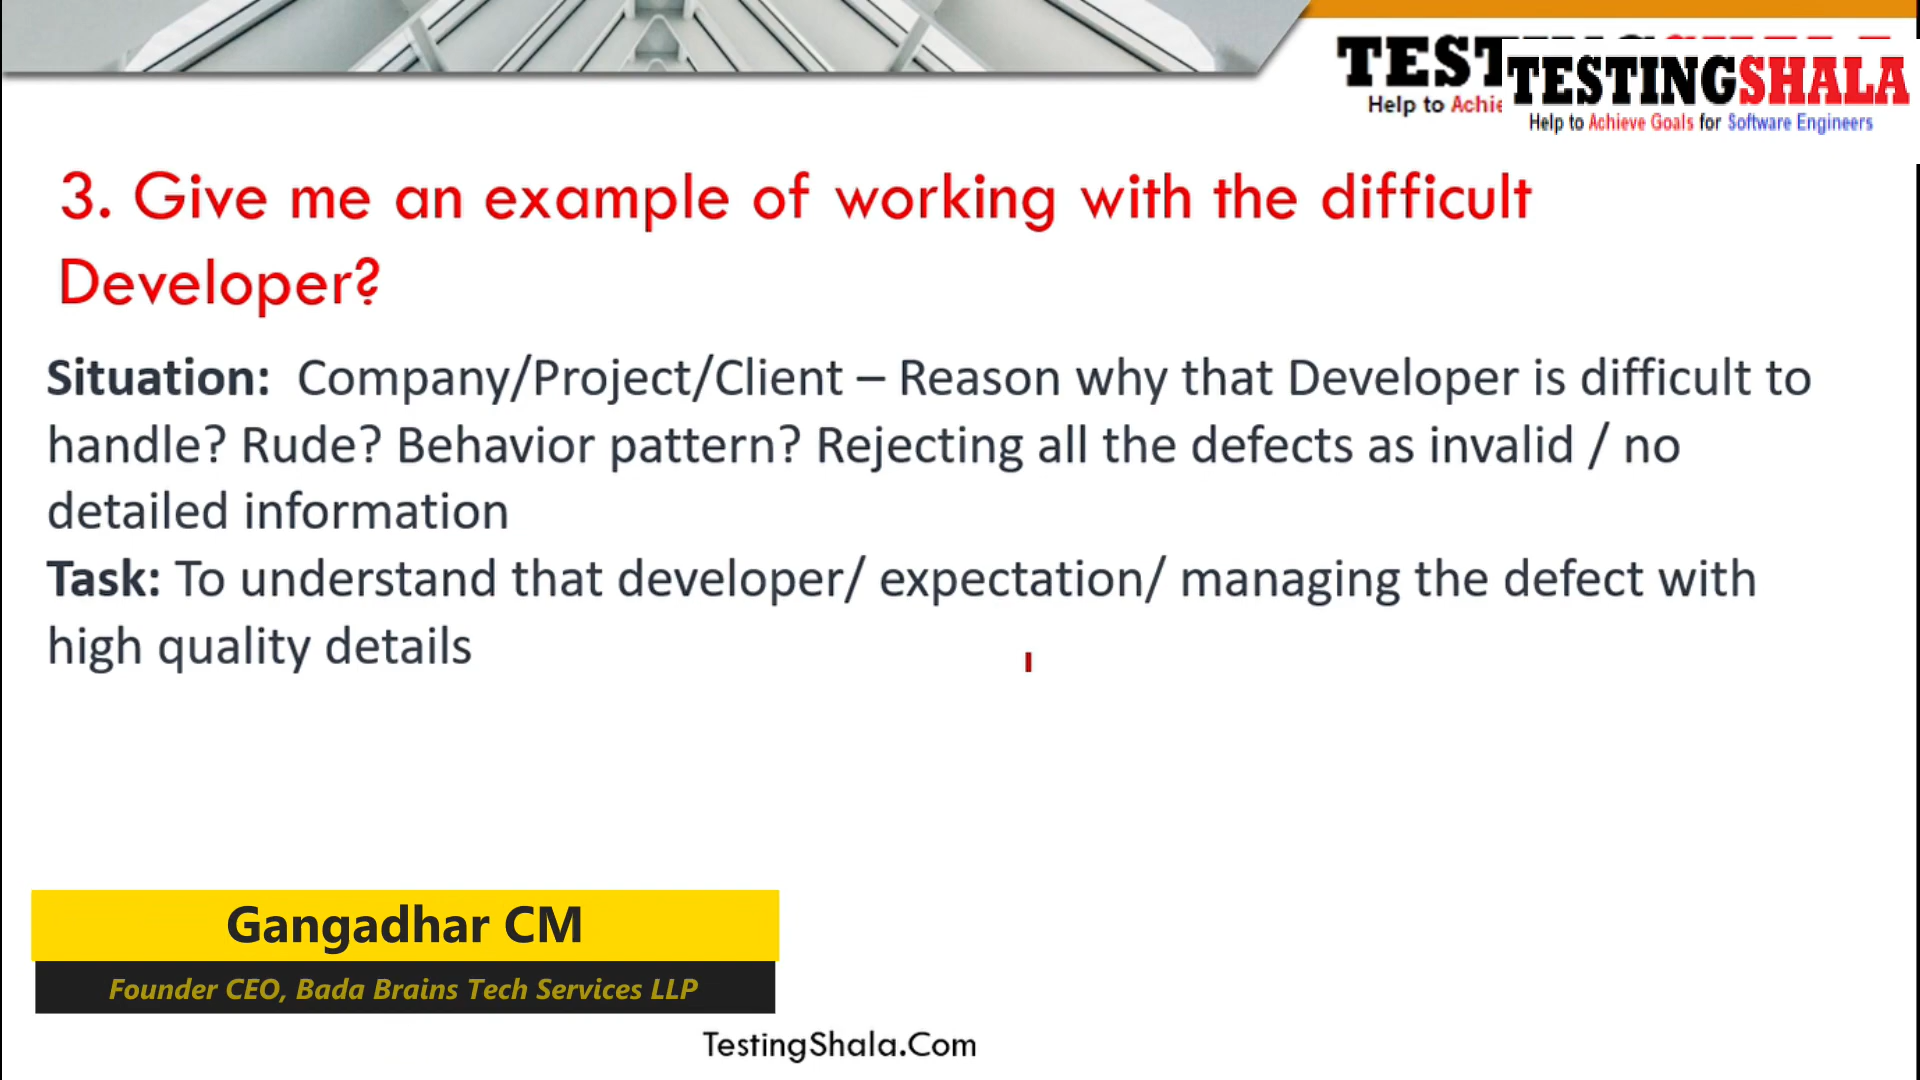 TEST
Help to Achie
TESTINGSHALA
Help to Achieve Goals for Software Engineers
3. Give me an example of working with the difficult
Developer?
Situation: Company/Project/Client – Reason why that Developer is difficult to
handle? Rude? Behavior pattern? Rejecting all the defects as invalid / no
detailed information
Task: To understand that developer/ expectation/ managing the defect with
high quality details
Gangadhar CM
Founder CEO, Bada Brains Tech Services LLP
TestingShala.Com